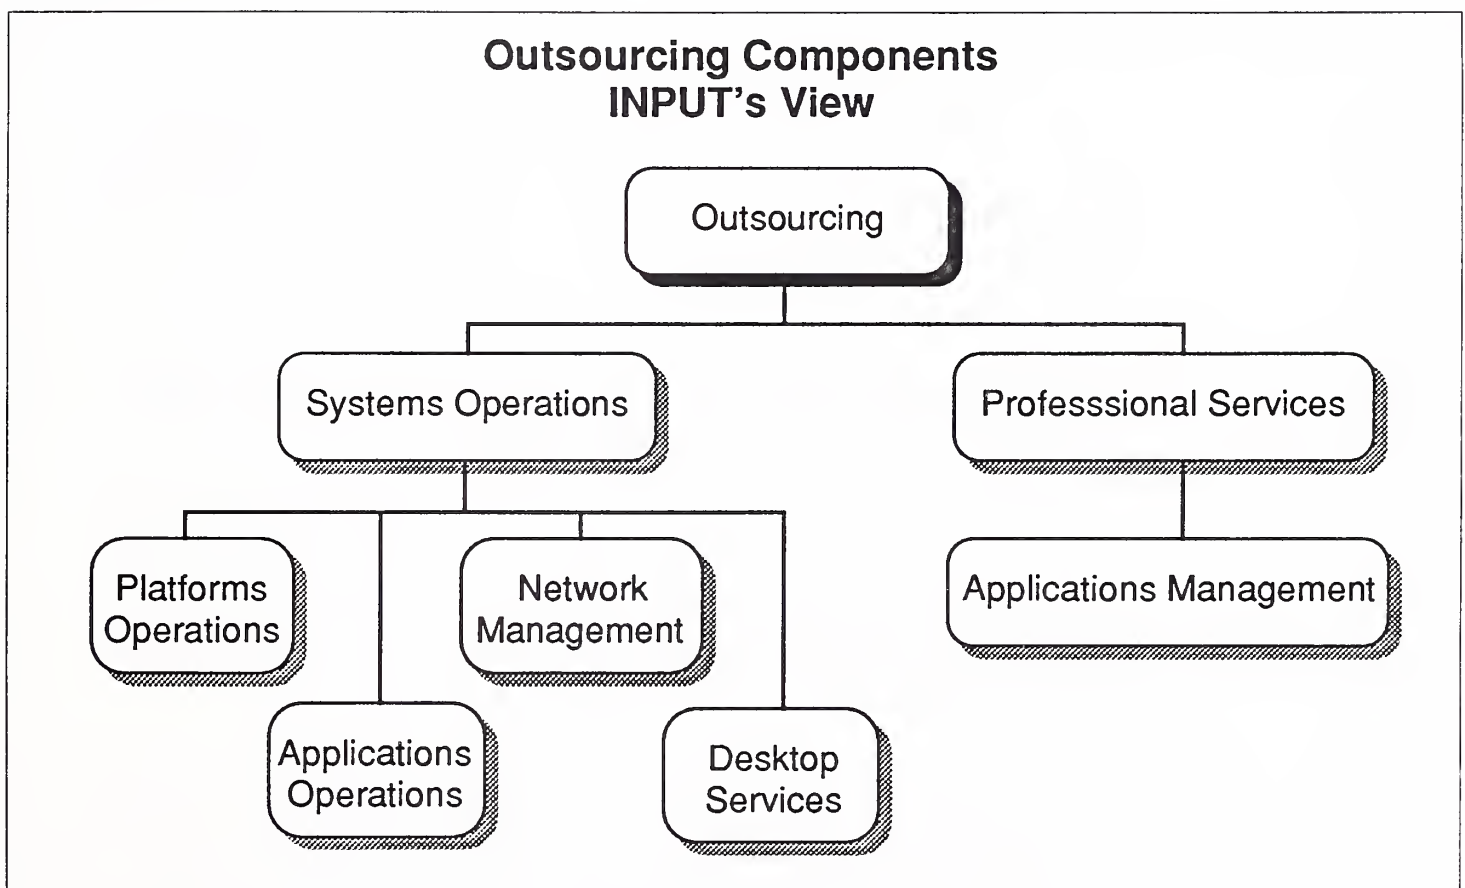 Outsourcing Components
INPUT's View
Outsourcing
Systems Operations
Professsional Services
Platforms
Operations
Network
Management
Applications Management
Applications
Operations
Desktop
Services